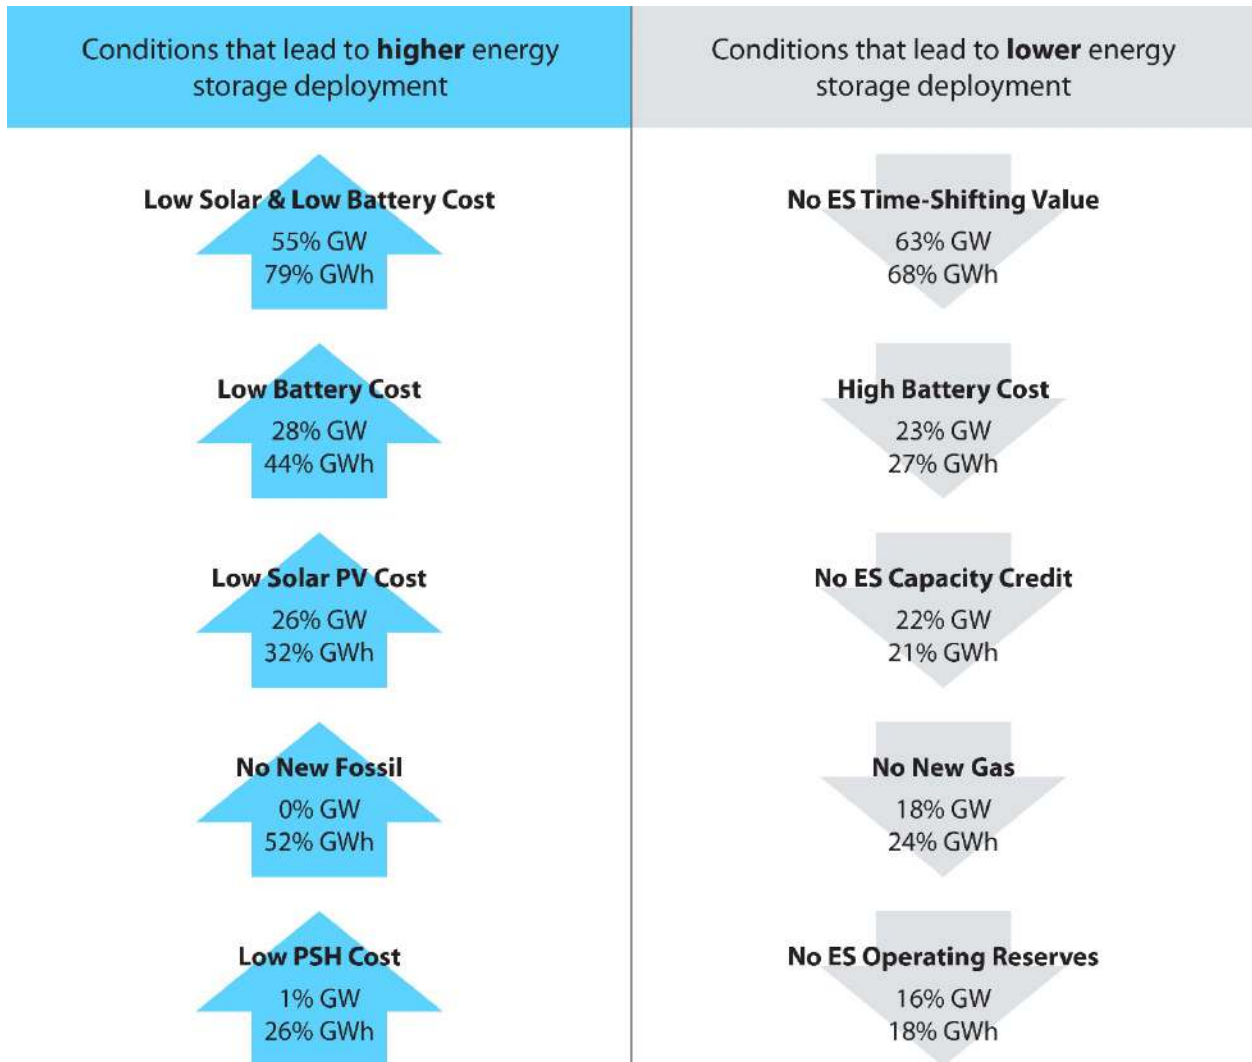 Conditions that lead to higher energy
storage deployment
Low Solar & Low Battery Cost
55% GW
79% GWh
Low Battery Cost
28% GW
44% GWh
Low Solar PV Cost
26% GW
32% GWh
No New Fossil
0% GW
52% GWh
Low PSH Cost
1% GW
26% GWh
Conditions that lead to lower energy
storage deployment
No ES Time-Shifting Value
63% GW
68% GWh
High Battery Cost
23% GW
27% GWh
No ES Capacity Credit
22% GW
21% GWh
No New Gas
18% GW
24% GWh
No ES Operating Reserves
16% GW
18% GWh